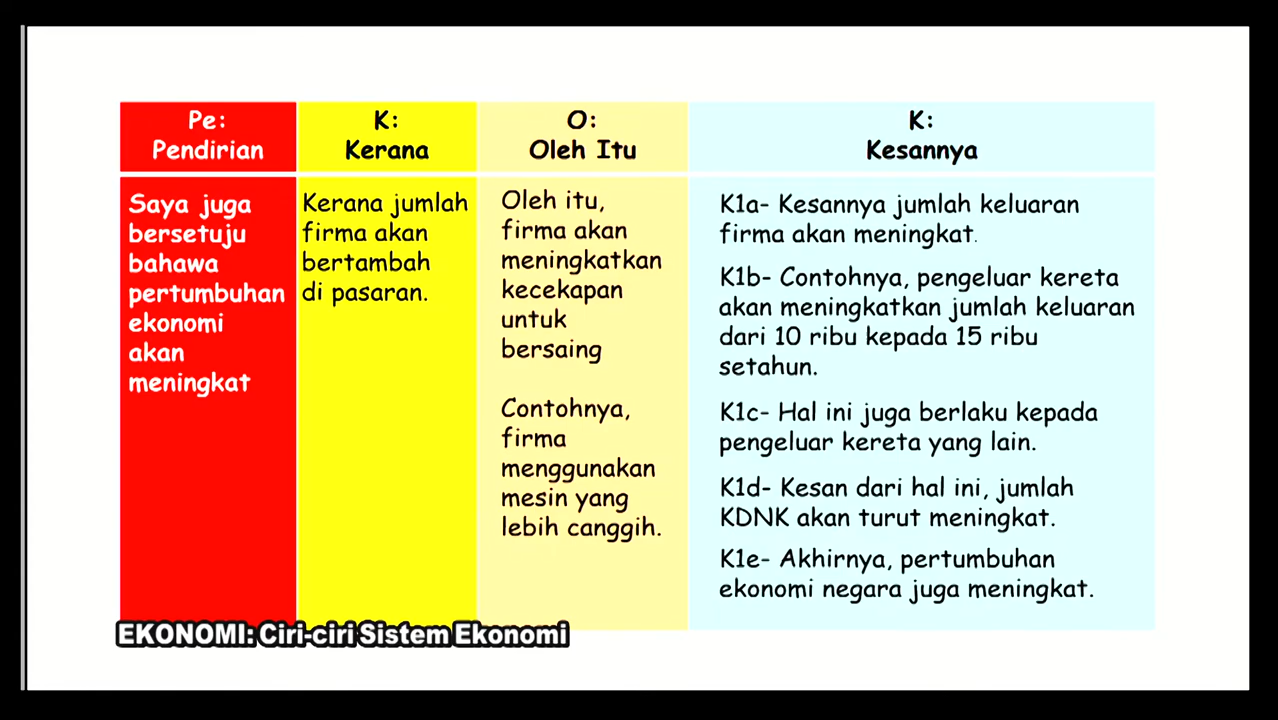 Pe:
Pendirian
K:
Kerana
O:
Oleh Itu
K:
Kesannya
Saya juga
bersetuju
bahawa
pertumbuhan
ekonomi
akan
meningkat
Kerana jumlah
firma akan
bertambah
di pasaran.
Oleh itu,
firma akan
meningkatkan
kecekapan
untuk
bersaing
Contohnya,
firma
menggunakan
mesin yang
lebih canggih.
K1a- Kesannya jumlah keluaran
firma akan meningkat.
K1b- Contohnya, pengeluar kereta
akan meningkatkan jumlah keluaran
dari 10 ribu kepada 15 ribu
setahun.
K1c- Hal ini juga berlaku kepada
pengeluar kereta yang lain.
K1d- Kesan dari hal ini, jumlah
KDNK akan turut meningkat.
K1e- Akhirnya, pertumbuhan
ekonomi negara juga meningkat.
EKONOMI: Ciri-ciri Sistem Ekonomi